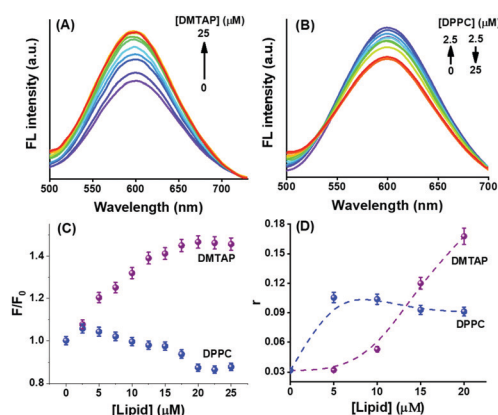 (A)
[DMTAP] (μM)
25
0
FL intensity (a.u.)
500 550 600 650 700
Wavelength (nm)
(B)
[DPPC] (μM)
2.5 2.5
0 25
FL intensity (a.u.)
500 550 600 650 700
Wavelength (nm)
(C)
DMTAP
DPPC
F/F0
1.4
1.2
1.0
0.8
0 5 10 15 20 25
[Lipid] (μM)
(D)
DMTAP
DPPC
r
0.18
0.15
0.12
0.09
0.06
0.03
0 5 10 15 20
[Lipid] (μM)